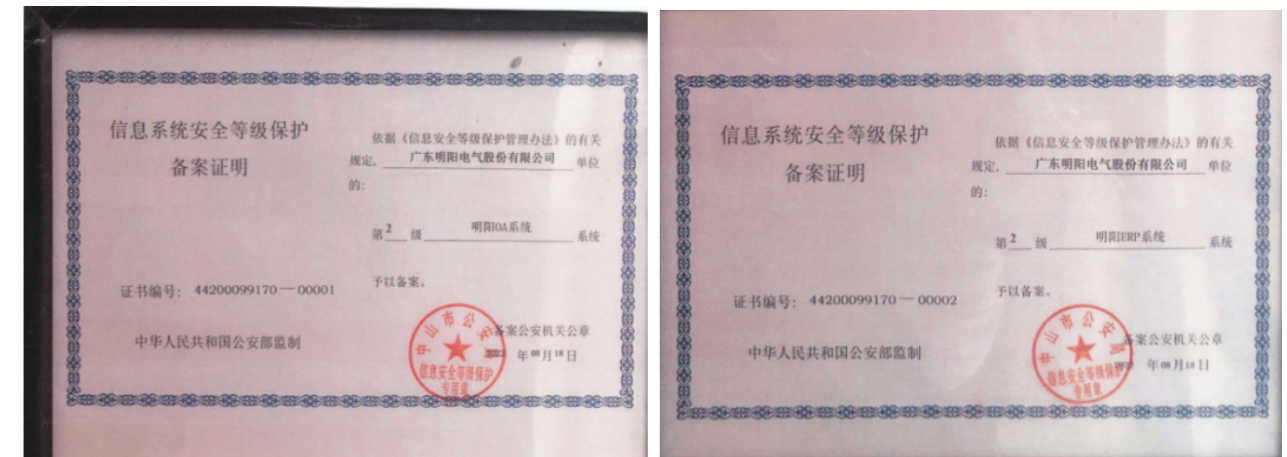 信息系统安全等级保护
备案证明
证书编号: 44200099170—00001
中华人民共和国公安部监制
依据《信息安全等级保护管理办法》的有关
规定, 广东明阳电气股份有限公司 单位
的:
第2级 明阳OA系统 系统
予以备案。
备案公安机关公章
年08月18日
中山市公安局
信息安全等级保护
专用章
信息系统安全等级保护
备案证明
证书编号: 44200099170—00002
中华人民共和国公安部监制
依据《信息安全等级保护管理办法》的有关
规定, 广东明阳电气股份有限公司 单位
的:
第2级 明阳ERP系统 系统
予以备案。
备案公安机关公章
年08月18日
中山市公安局
信息安全等级保护
专用章